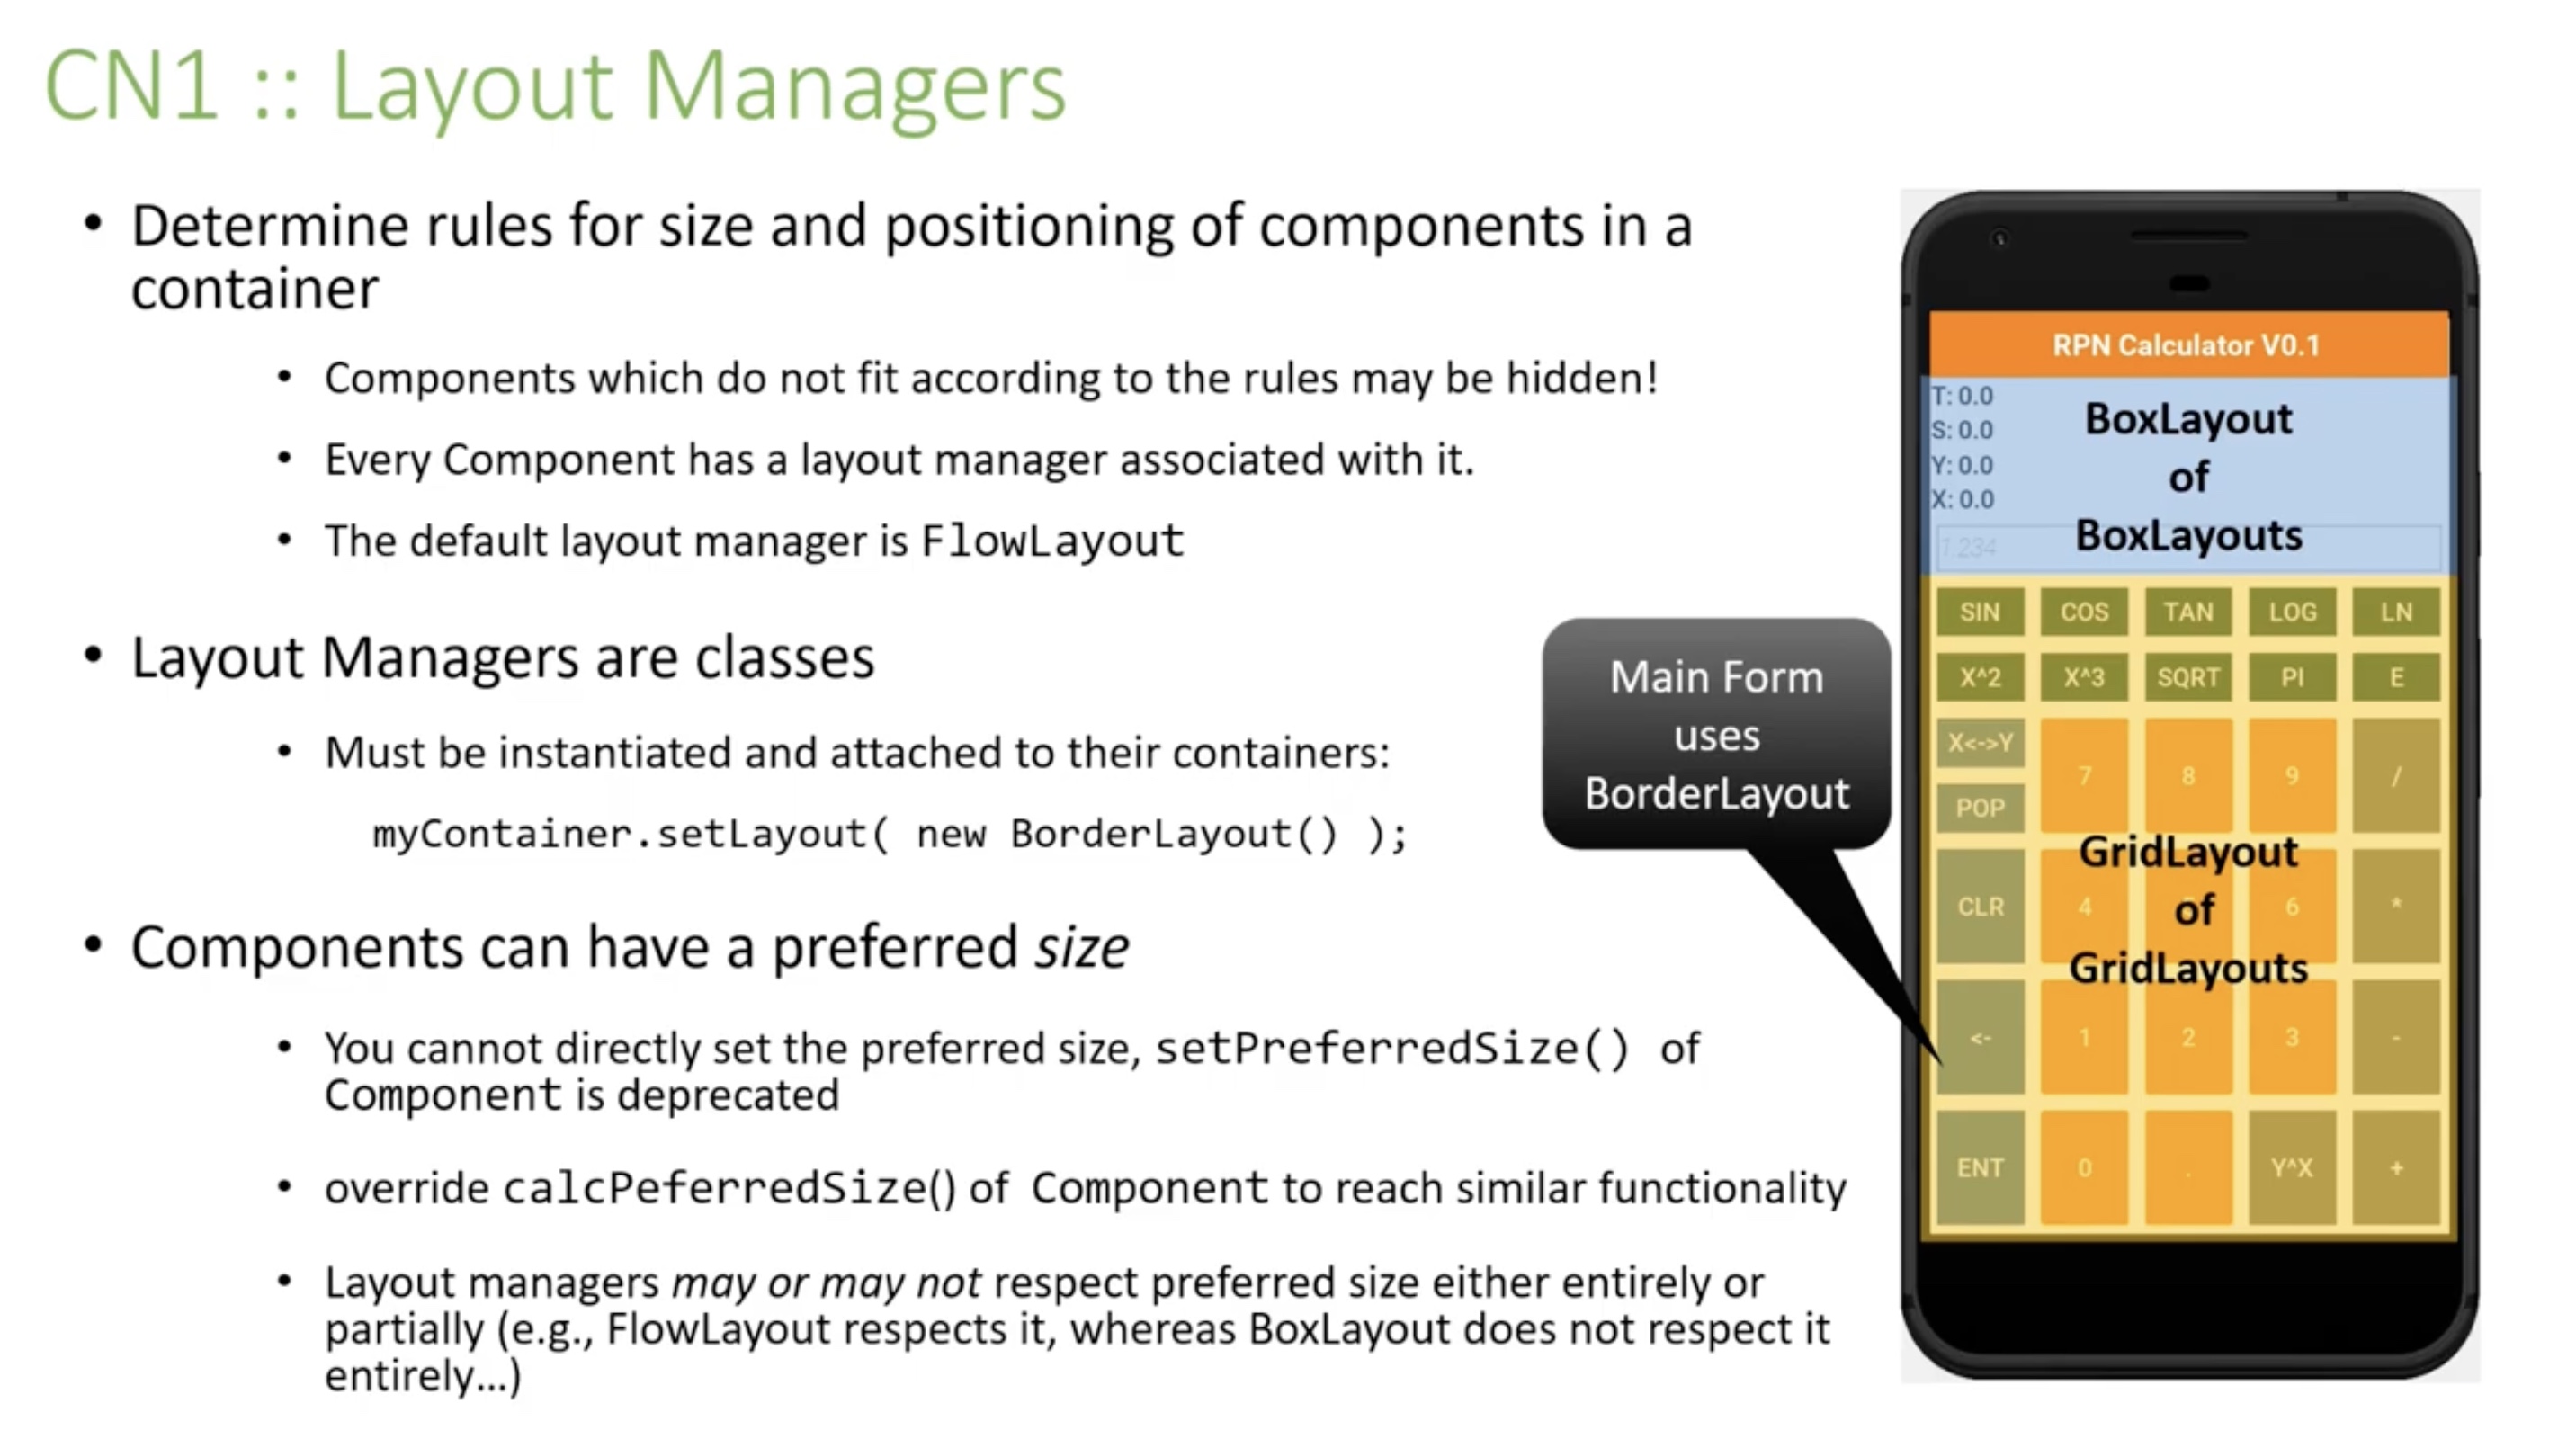 CN1 :: Layout Managers
• Determine rules for size and positioning of components in a
container
• Components which do not fit according to the rules may be hidden!
• Every Component has a layout manager associated with it.
• The default layout manager is FlowLayout
• Layout Managers are classes
• Must be instantiated and attached to their containers:
myContainer.setLayout( new BorderLayout() );
• Components can have a preferred size
• You cannot directly set the preferred size, setPreferredSize() of
Component is deprecated
• override calcPeferredSize() of Component to reach similar functionality
• Layout managers may or may not respect preferred size either entirely or
partially (e.g., FlowLayout respects it, whereas BoxLayout does not respect it
entirely...)
Main Form
uses
BorderLayout
RPN Calculator V0.1
T: 0.0
S: 0.0
Y: 0.0
X: 0.0
1.234
BoxLayout
of
BoxLayouts
SIN COS TAN LOG LN
X^2 X^3 SQRT PI E
X<->Y
7 8 9 /
POP
GridLayout
of
GridLayouts
CLR 4 6 *
<- 1 2 3 -
ENT 0 . Y^X +